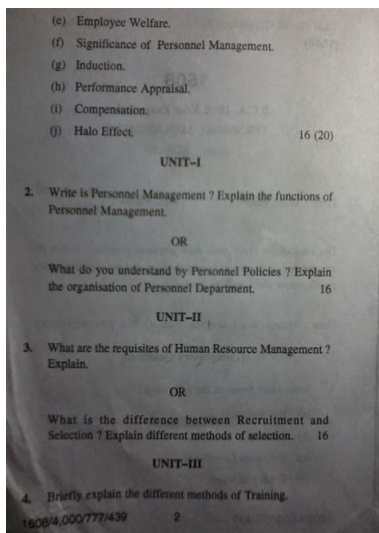 (e) Employee Welfare.
(f) Significance of Personnel Management.
(g) Induction.
(h) Performance Appraisal.
(i) Compensation.
(j) Halo Effect. 16 (20)
UNIT–I
2. Write is Personnel Management ? Explain the functions of
Personnel Management.
OR
What do you understand by Personnel Policies ? Explain
the organisation of Personnel Department. 16
UNIT–II
3. What are the requisites of Human Resource Management ?
Explain.
OR
What is the difference between Recruitment and
Selection ? Explain different methods of selection. 16
UNIT–III
4. Briefly explain the different methods of Training.
1608/4,000/777/439 2